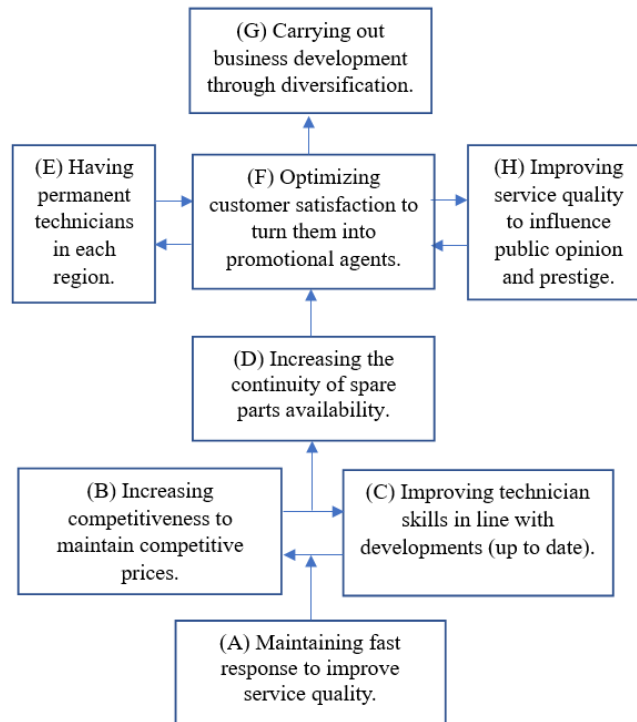 (G) Carrying out
business development
through diversification.
(E) Having
permanent
technicians
in each
region.
(F) Optimizing
customer satisfaction to
turn them into
promotional agents.
(H) Improving
service quality
to influence
public opinion
and prestige.
(D) Increasing the
continuity of spare
parts availability.
(B) Increasing
competitiveness to
maintain competitive
prices.
(C) Improving technician
skills in line with
developments (up to date).
(A) Maintaining fast
response to improve
service quality.